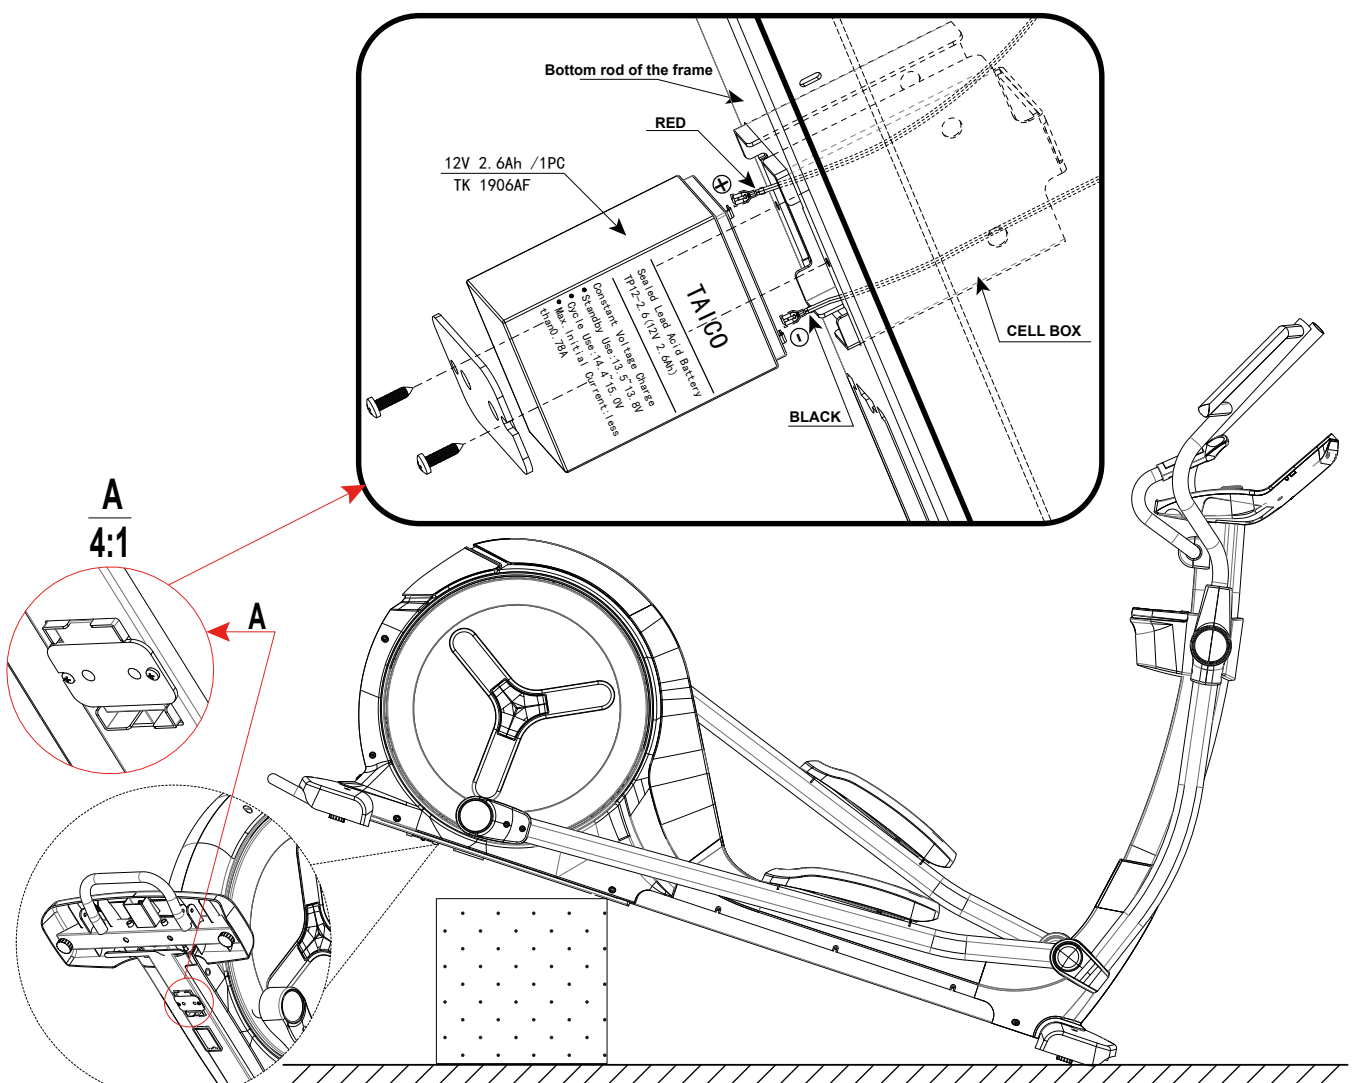 Bottom rod of the frame
RED
12V 2.6Ah /1PC
TK 1906AF
+
TAICO
Sealed Lead Acid Battery
TP12-2.6(12V 2.6Ah)
Constant Voltage Charge
•Standby Use:13.5~13.8V
•Cycle Use:14.4~15.0V
•Max.Initial Current:less
than0.78A
-
CELL BOX
BLACK
A
4:1
A